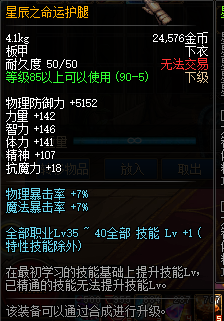 星辰之命运护腿
4.1kg 24,576金币
板甲 下衣
耐久度 50/50 无法交易
等级85以上可以使用 (90-5) 下级
物理防御力 +5152
力量 +142
智力 +146
体力 +141
精神 +107
抗魔力 +18
物理暴击率 +7%
魔法暴击率 +7%
全部职业Lv35 ~ 40全部 技能 Lv +1 (
特性技能除外)
在最初学习的技能基础上提升技能Lv,
已精通的技能无法提升技能Lv。
该装备可以通过合成进行升级。
放入
取出